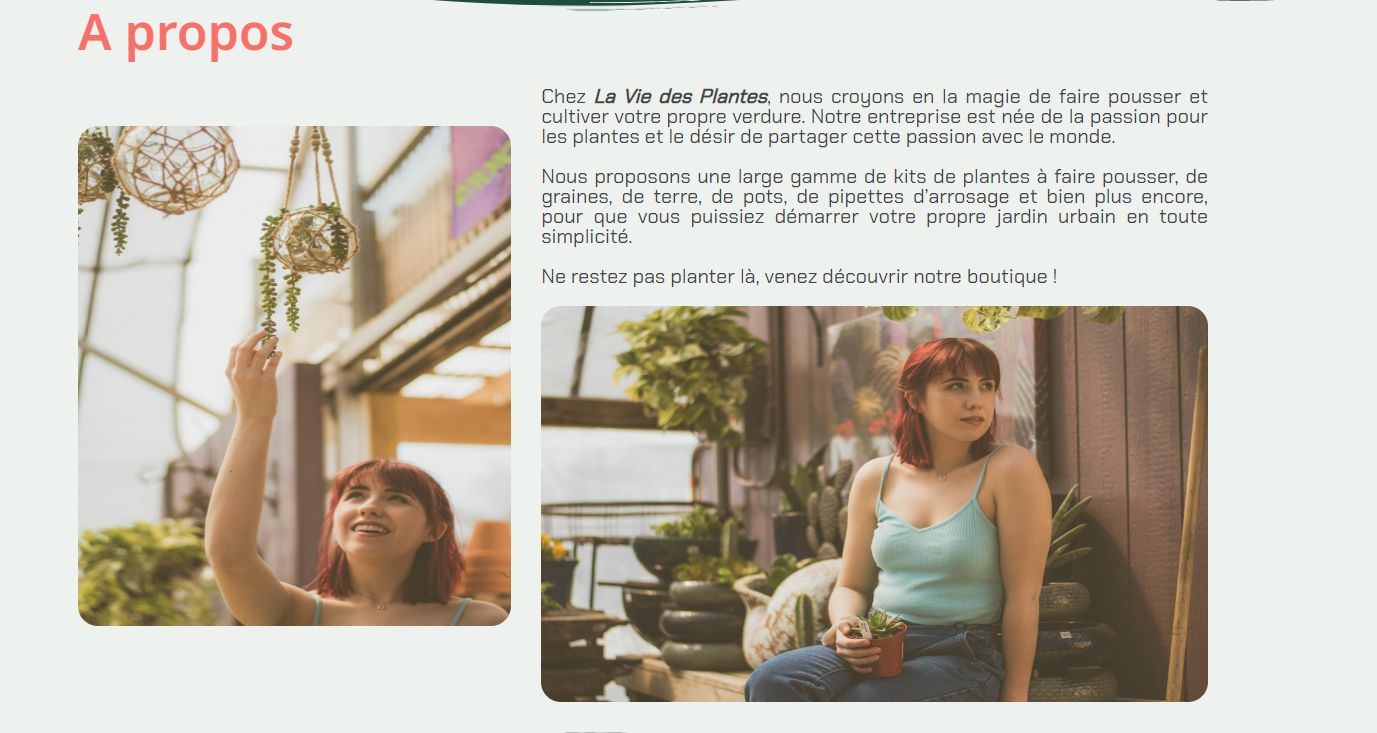 A propos
Chez La Vie des Plantes, nous croyons en la magie de faire pousser et
cultiver votre propre verdure. Notre entreprise est née de la passion pour
les plantes et le désir de partager cette passion avec le monde.
Nous proposons une large gamme de kits de plantes à faire pousser, de
graines, de terre, de pots, de pipettes d'arrosage et bien plus encore,
pour que vous puissiez démarrer votre propre jardin urbain en toute
simplicité.
Ne restez pas planter là, venez découvrir notre boutique !